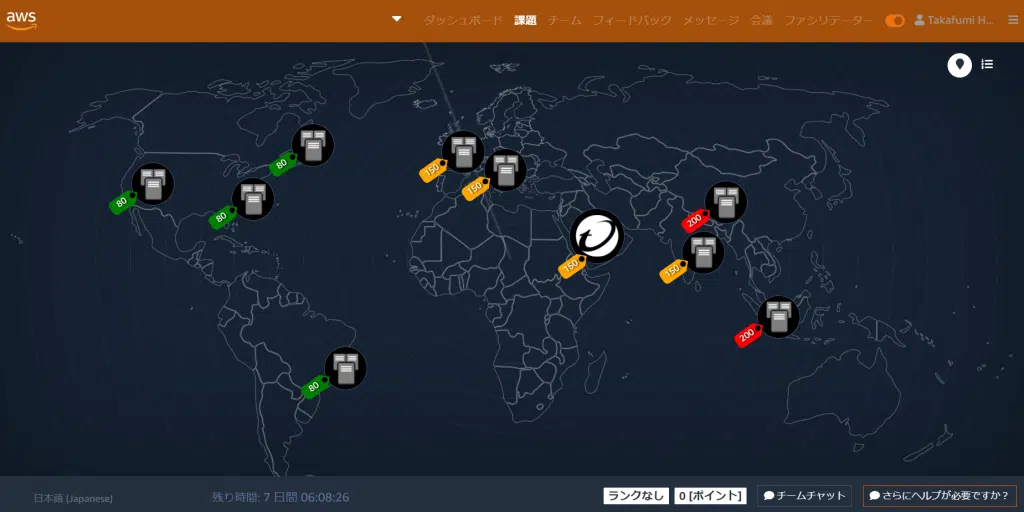 aws
ダッシュボード 課題 チーム フィードバック メッセージ 会議 ファシリテーター Takafumi H...
80
80
80
150
150
150
200
150
200
80
日本語 (Japanese)
残り時間: 7 日間 06:08:26
ランクなし 0 [ポイント] チームチャット さらにヘルプが必要ですか?